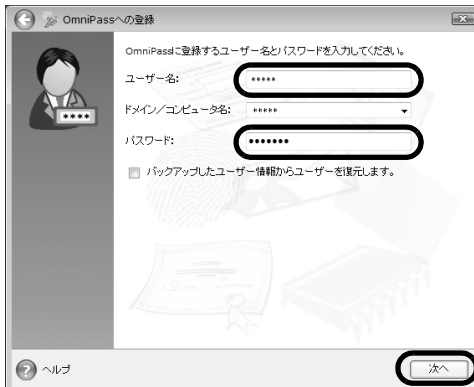 OmniPassへの登録
OmniPassに登録するユーザー名とパスワードを入力してください。
ユーザー名: *****
ドメイン／コンピュータ名: *****
パスワード: •••••••
****
バックアップしたユーザー情報からユーザーを復元します。
ヘルプ
次へ